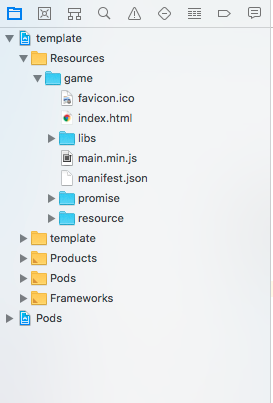 template
Resources
game
favicon.ico
index.html
libs
main.min.js
manifest.json
promise
resource
template
Products
Pods
Frameworks
Pods